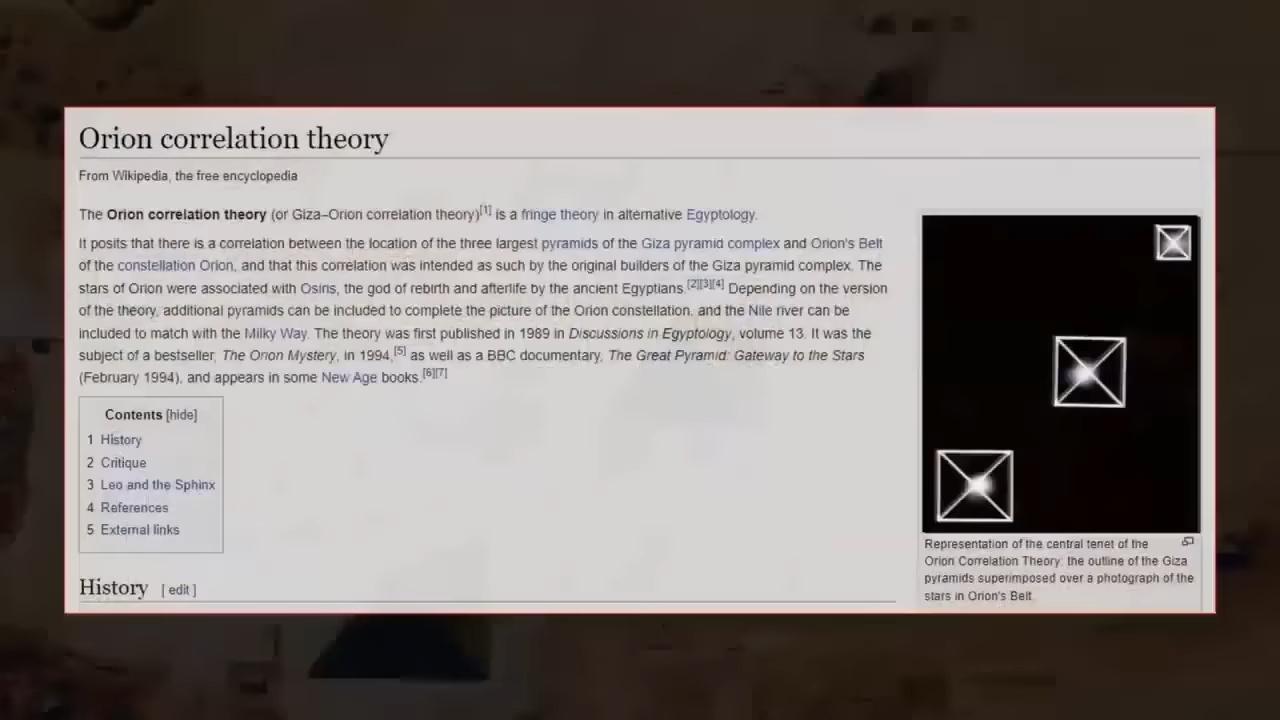 Orion correlation theory
From Wikipedia, the free encyclopedia
The Orion correlation theory (or Giza–Orion correlation theory)[1] is a fringe theory in alternative Egyptology.
It posits that there is a correlation between the location of the three largest pyramids of the Giza pyramid complex and Orion's Belt
of the constellation Orion, and that this correlation was intended as such by the original builders of the Giza pyramid complex. The
stars of Orion were associated with Osiris, the god of rebirth and afterlife by the ancient Egyptians.[2][3][4] Depending on the version
of the theory, additional pyramids can be included to complete the picture of the Orion constellation, and the Nile river can be
included to match with the Milky Way. The theory was first published in 1989 in Discussions in Egyptology, volume 13. It was the
subject of a bestseller, The Orion Mystery, in 1994,[5] as well as a BBC documentary, The Great Pyramid: Gateway to the Stars
(February 1994), and appears in some New Age books.[6][7]
Contents [hide]
1 History
2 Critique
3 Leo and the Sphinx
4 References
5 External links
History [ edit ]
Representation of the central tenet of the
Orion Correlation Theory: the outline of the Giza
pyramids superimposed over a photograph of the
stars in Orion's Belt.